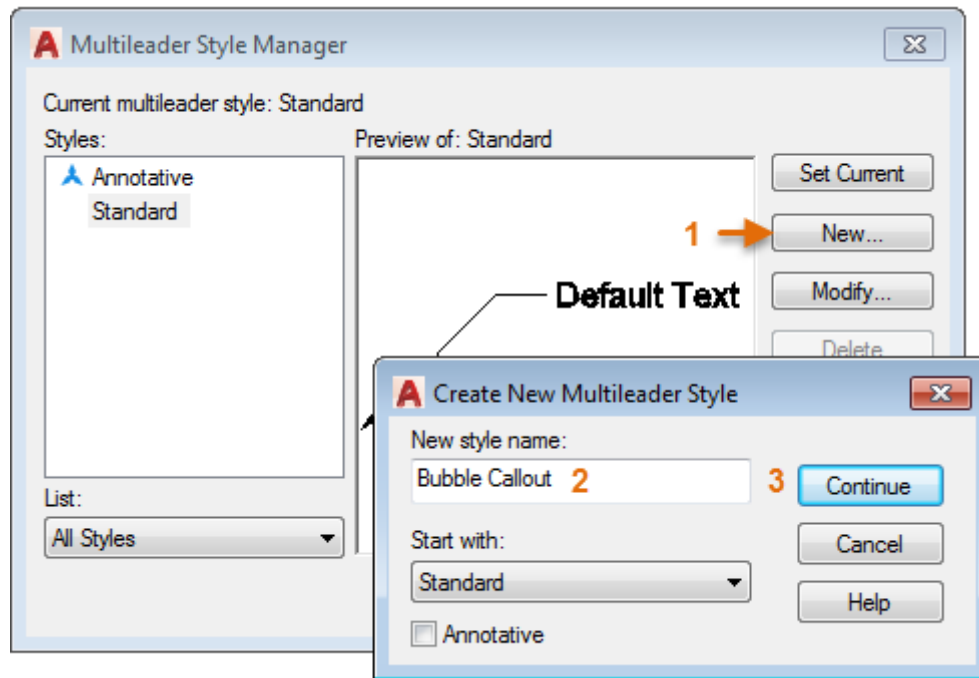 Multileader Style Manager
Current multileader style: Standard
Styles:
Preview of: Standard
Annotative
Standard
Set Current
1
New...
Default Text
Modify...
Delete
Create New Multileader Style
New style name:
Bubble Callout 2
3 Continue
List:
All Styles
Start with:
Cancel
Standard
Help
Annotative